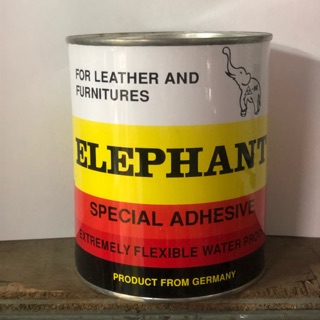 FOR LEATHER AND
FURNITURES
ELEPHANT
SPECIAL ADHESIVE
EXTREMELY FLEXIBLE WATER PROOF
PRODUCT FROM GERMANY